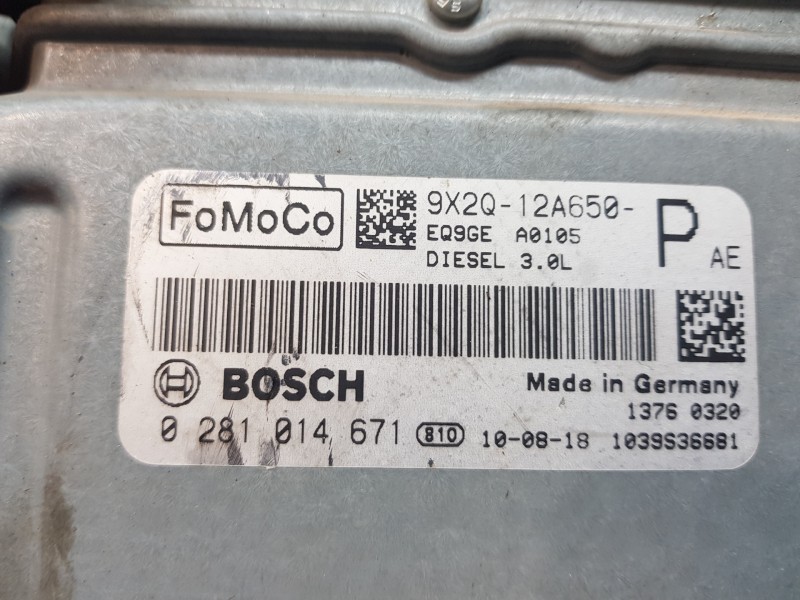 FoMoCo
9X2Q-12A650-
P
AE
EQ9GE A0105
DIESEL 3.0L
BOSCH
Made in Germany
1376 0320
0 281 014 671 810 10-08-18 1039S36681